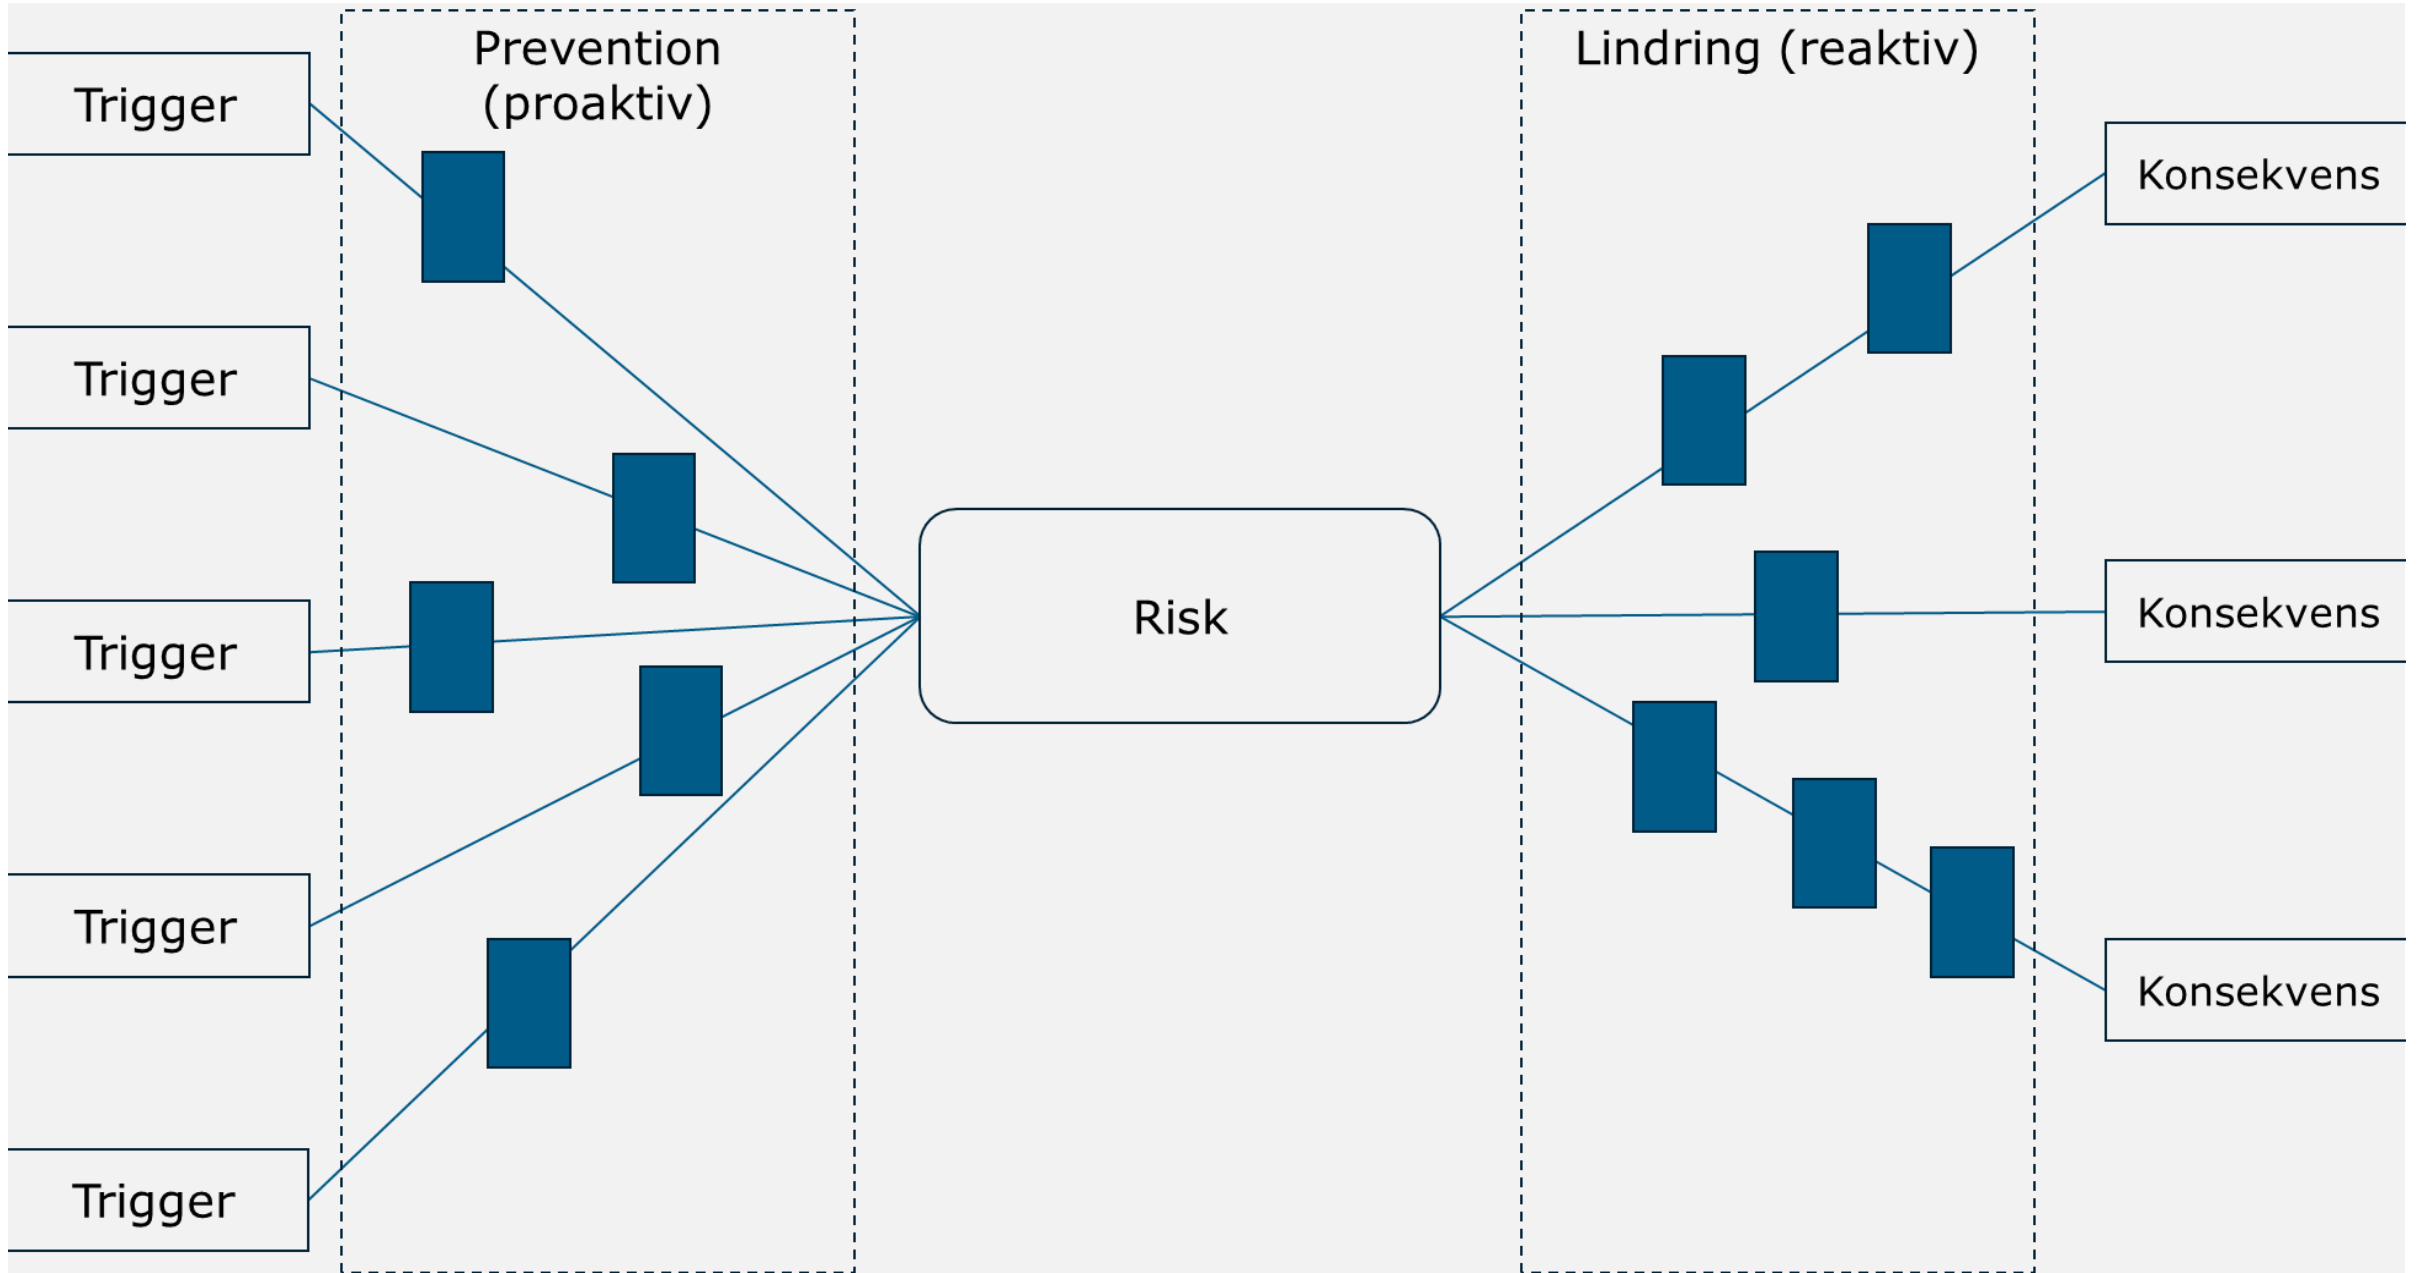 Prevention
(proaktiv)
Lindring (reaktiv)
Trigger
Trigger
Trigger
Trigger
Trigger
Risk
Konsekvens
Konsekvens
Konsekvens